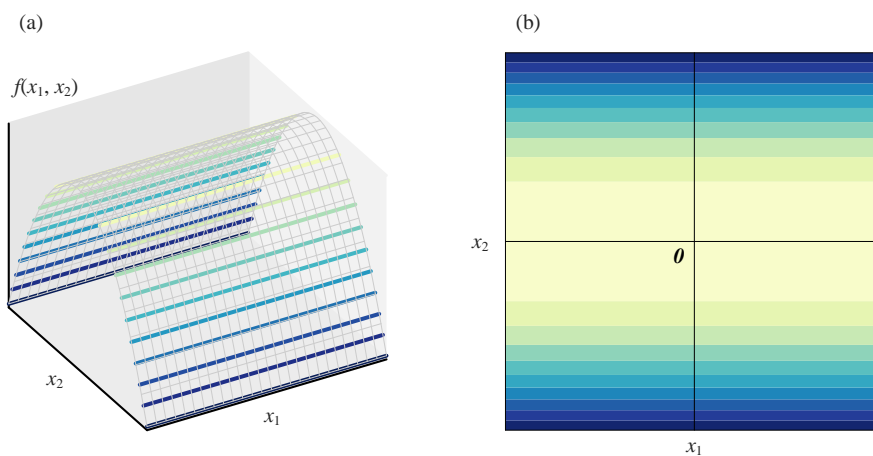 (a)
f(x₁, x₂)
x₂
x₁
(b)
x₂
0
x₁